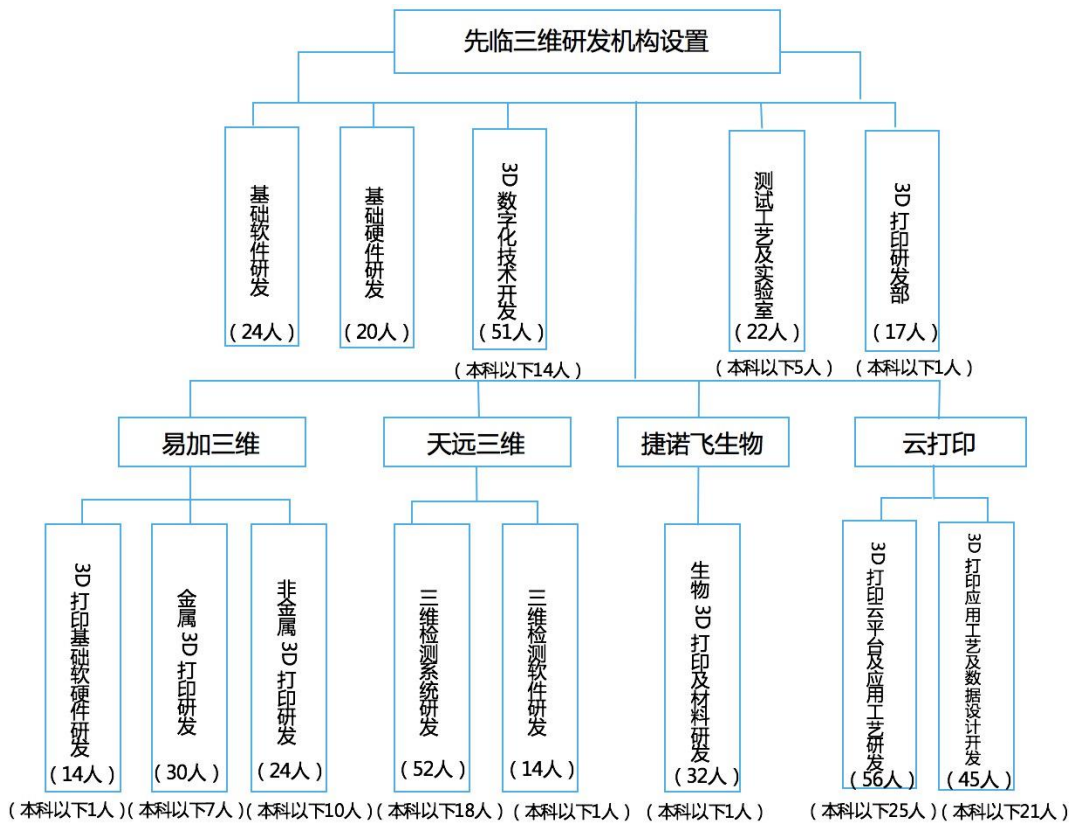 先临三维研发机构设置
基础软件研发
（24人）
基础硬件研发
（20人）
3D数字化技术开发
（51人）
（本科以下14人）
测试工艺及实验室
（22人）
（本科以下5人）
3D打印研发部
（17人）
（本科以下1人）
易加三维
天远三维
捷诺飞生物
云打印
3D打印基础软硬件研发
（14人）
（本科以下1人）
金属3D打印研发
（30人）
（本科以下7人）
非金属3D打印研发
（24人）
（本科以下10人）
三维检测系统研发
（52人）
（本科以下18人）
三维检测软件研发
（14人）
（本科以下1人）
生物3D打印及材料研发
（32人）
（本科以下1人）
3D打印云平台及应用工艺研发
（56人）
（本科以下25人）
3D打印应用工艺及数据设计开发
（45人）
（本科以下21人）